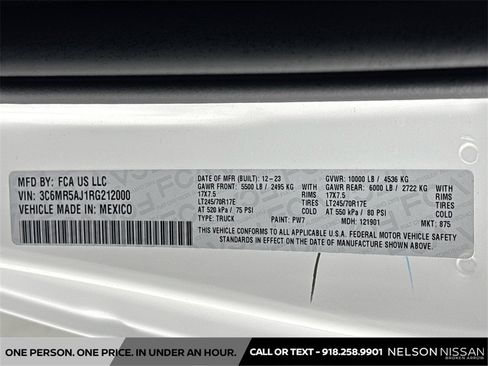 MFD BY: FCA US LLC
VIN: 3C6MR5AJ1RG212000
VEHICLE MADE IN: MEXICO
DATE OF MFR (BUILT): 12-23
GAWR FRONT: 5500 LB / 2495 KG
17X7.5 RIMS
LT245/70R17E TIRES
AT 520 kPa / 75 PSI
TYPE: TRUCK PAINT: PW7
GVWR: 10000 LB / 4536 KG
GAWR REAR: 6000 LB / 2722 KG
17X7.5 RIMS
LT245/70R17E TIRES
AT 550 kPa / 80 PSI
MDH: 121901 MKT: 875
THIS VEHICLE CONFORMS TO ALL APPLICABLE U.S.A. FEDERAL MOTOR VEHICLE SAFETY
STANDARDS IN EFFECT ON THE DATE OF MANUFACTURE SHOWN ABOVE
ONE PERSON. ONE PRICE. IN UNDER AN HOUR.
CALL OR TEXT - 918.258.9901
NELSON NISSAN
BROKEN ARROW